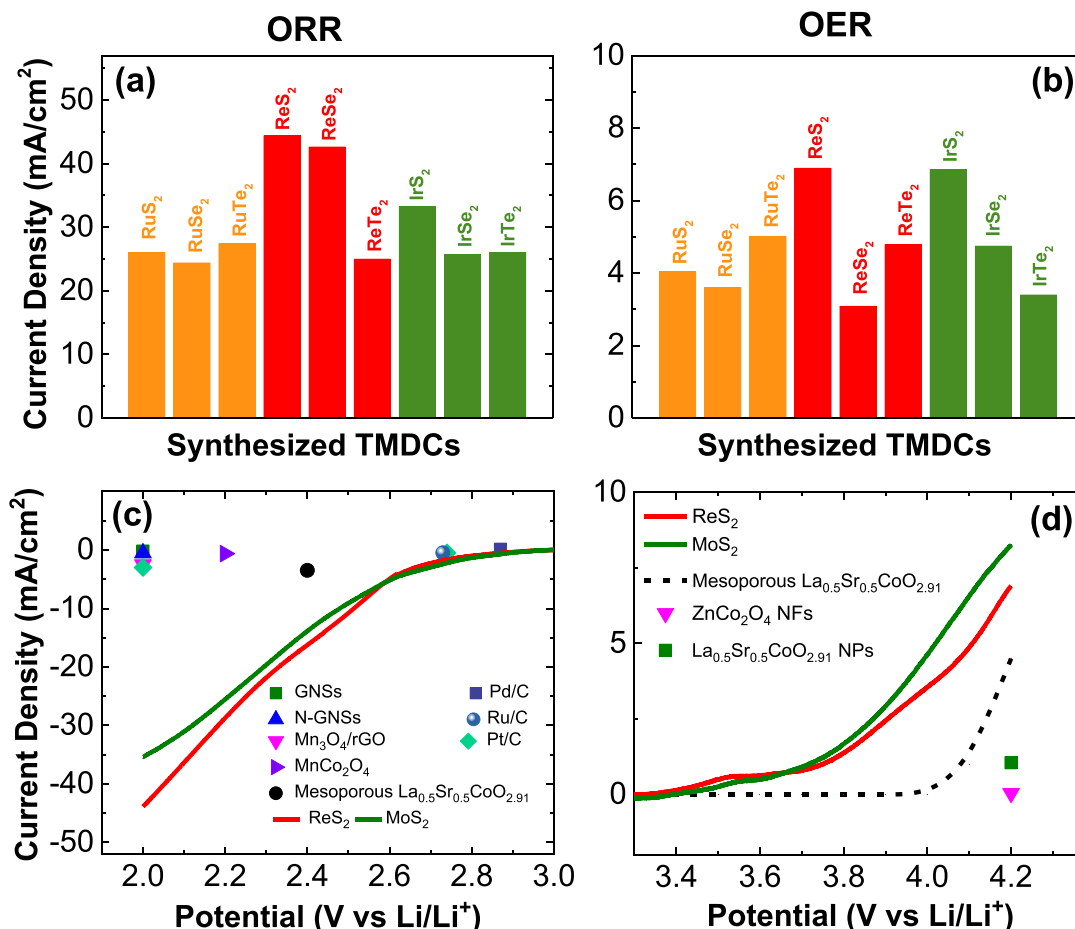 ORR
OER
(a)
Current Density (mA/cm²)
50
40
30
20
10
0
RuS₂
RuSe₂
RuTe₂
ReS₂
ReSe₂
ReTe₂
IrS₂
IrSe₂
IrTe₂
Synthesized TMDCs
(b)
10
8
6
4
2
0
RuS₂
RuSe₂
RuTe₂
ReS₂
ReSe₂
ReTe₂
IrS₂
IrSe₂
IrTe₂
Synthesized TMDCs
(c)
Current Density (mA/cm²)
0
-10
-20
-30
-40
-50
GNSs
N-GNSs
Mn₃O₄/rGO
MnCo₂O₄
Mesoporous La₀.₅Sr₀.₅CoO₂.₉₁
ReS₂
MoS₂
Pd/C
Ru/C
Pt/C
2.0
2.2
2.4
2.6
2.8
3.0
Potential (V vs Li/Li⁺)
(d)
10
5
0
ReS₂
MoS₂
Mesoporous La₀.₅Sr₀.₅CoO₂.₉₁
ZnCo₂O₄ NFs
La₀.₅Sr₀.₅CoO₂.₉₁ NPs
3.4
3.6
3.8
4.0
4.2
Potential (V vs Li/Li⁺)